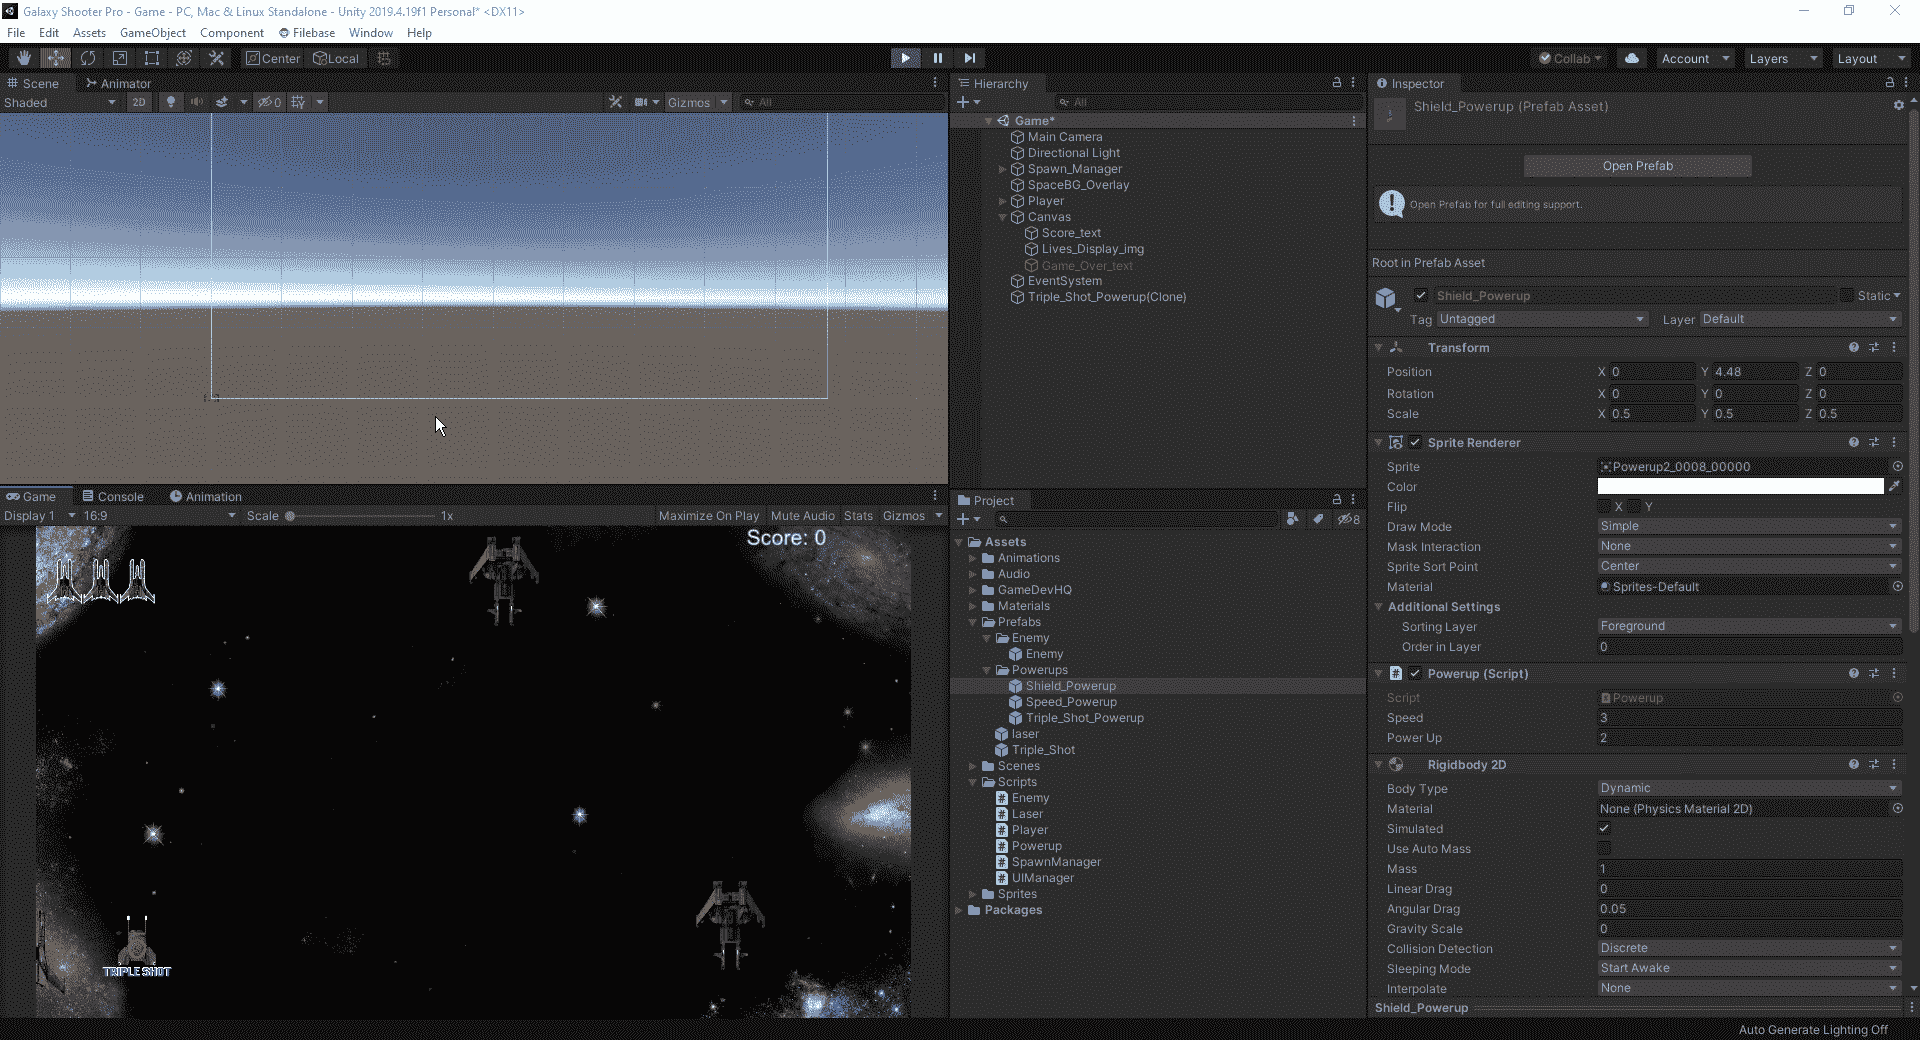 Galaxy Shooter Pro - Game - PC, Mac & Linux Standalone - Unity 2019.4.19f1 Personal* <DX11>
File Edit Assets GameObject Component Filebase Window Help
Center Local Collab Account Layers Layout
Scene Animator
Shaded 2D 0 Gizmos All
Hierarchy
All
Game*
Main Camera
Directional Light
Spawn_Manager
SpaceBG_Overlay
Player
Canvas
Score_text
Lives_Display_img
Game_Over_text
EventSystem
Triple_Shot_Powerup(Clone)
Game Console Animation
Display 1 16:9 Scale 1x Maximize On Play Mute Audio Stats Gizmos
Score: 0
TRIPLE SHOT
Project
8
Assets
Animations
Audio
GameDevHQ
Materials
Prefabs
Enemy
Enemy
Powerups
Shield_Powerup
Speed_Powerup
Triple_Shot_Powerup
laser
Triple_Shot
Scenes
Scripts
Enemy
Laser
Player
Powerup
SpawnManager
UIManager
Sprites
Packages
Inspector
Shield_Powerup (Prefab Asset)
Open Prefab
Open Prefab for full editing support.
Root in Prefab Asset
Shield_Powerup Static
Tag Untagged Layer Default
Transform
Position X 0 Y 4.48 Z 0
Rotation X 0 Y 0 Z 0
Scale X 0.5 Y 0.5 Z 0.5
Sprite Renderer
Sprite Powerup2_0008_00000
Color
Flip X Y
Draw Mode Simple
Mask Interaction None
Sprite Sort Point Center
Material Sprites-Default
Additional Settings
Sorting Layer Foreground
Order in Layer 0
Powerup (Script)
Script Powerup
Speed 3
Power Up 2
Rigidbody 2D
Body Type Dynamic
Material None (Physics Material 2D)
Simulated
Use Auto Mass
Mass 1
Linear Drag 0
Angular Drag 0.05
Gravity Scale 0
Collision Detection Discrete
Sleeping Mode Start Awake
Interpolate None
Shield_Powerup
Auto Generate Lighting Off